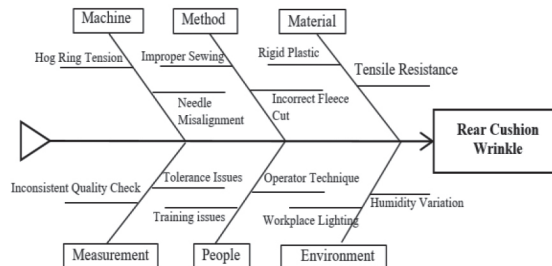 Machine
Method
Material
Hog Ring Tension
Improper Sewing
Rigid Plastic
Tensile Resistance
Needle
Misalignment
Incorrect Fleece
Cut
Rear Cushion
Wrinkle
Inconsistent Quality Check
Tolerance Issues
Operator Technique
Training issues
Workplace Lighting
Humidity Variation
Measurement
People
Environment